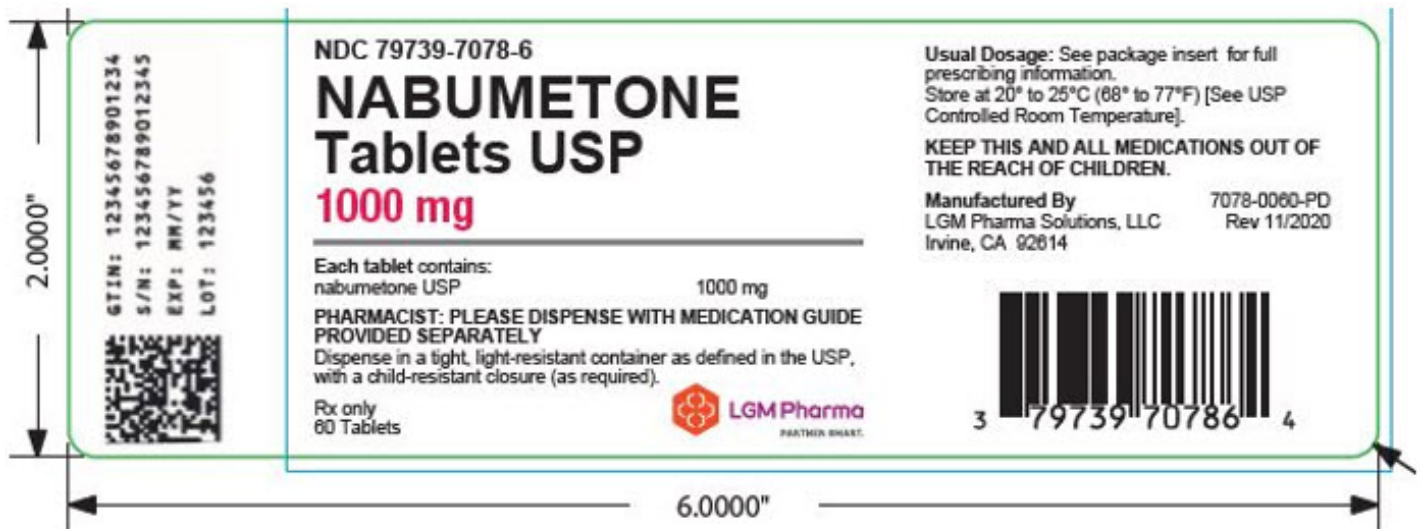 2.0000"
GTIN: 12345678901234
S/N: 123456789012345
EXP: MM/YY
LOT: 123456
NDC 79739-7078-6
NABUMETONE
Tablets USP
1000 mg
Each tablet contains:
nabumetone USP 1000 mg
PHARMACIST: PLEASE DISPENSE WITH MEDICATION GUIDE
PROVIDED SEPARATELY
Dispense in a tight, light-resistant container as defined in the USP,
with a child-resistant closure (as required).
Rx only
60 Tablets
LGM Pharma
PARTNER SMART.
Usual Dosage: See package insert for full
prescribing information.
Store at 20° to 25°C (68° to 77°F) [See USP
Controlled Room Temperature].
KEEP THIS AND ALL MEDICATIONS OUT OF
THE REACH OF CHILDREN.
Manufactured By 7078-0060-PD
LGM Pharma Solutions, LLC Rev 11/2020
Irvine, CA 92614
3 79739 70786 4
6.0000"